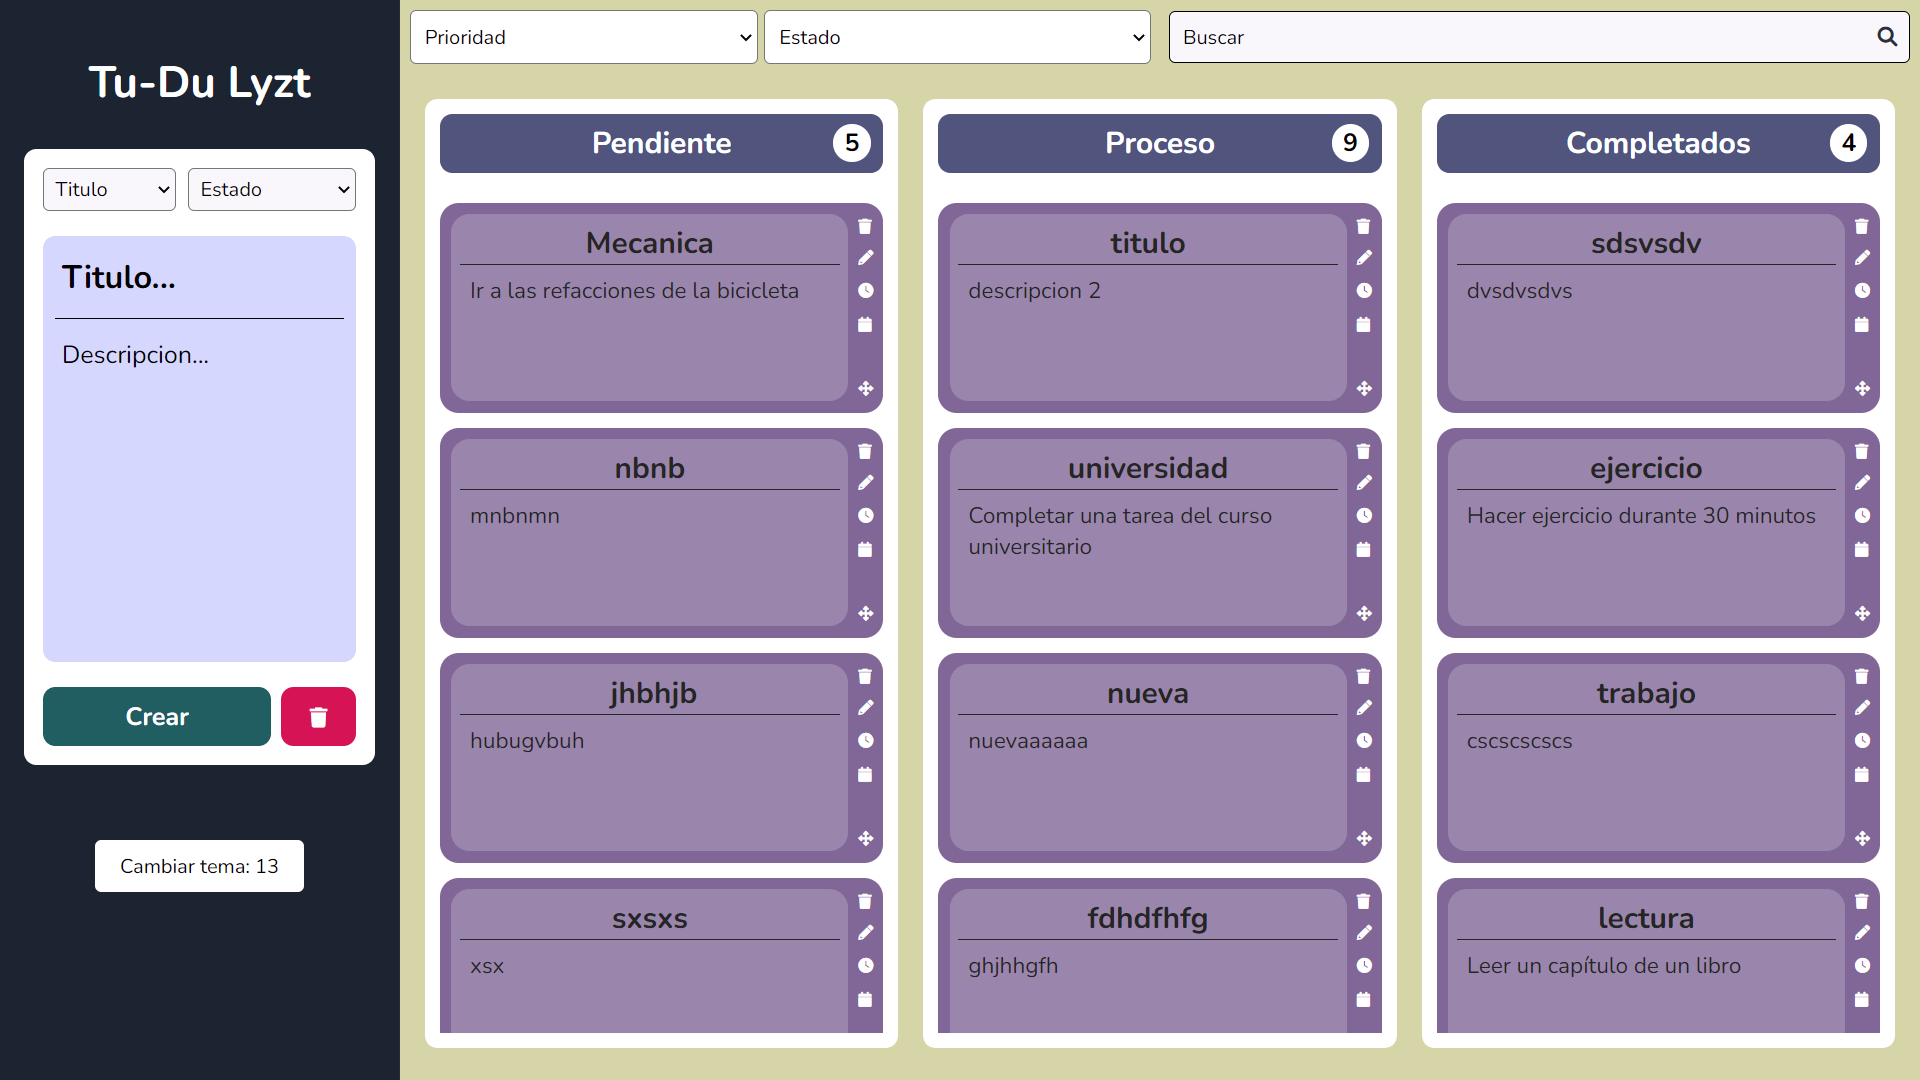 Tu-Du Lyzt
Titulo
Estado
Titulo...
Descripcion...
Crear
Cambiar tema: 13
Prioridad
Estado
Buscar
Pendiente 5
Mecanica
Ir a las refacciones de la bicicleta
nbnb
mnbnmn
jhbhjb
hubugvbuh
sxsxs
xsx
Proceso 9
titulo
descripcion 2
universidad
Completar una tarea del curso
universitario
nueva
nuevaaaaaa
fdhdfhfg
ghjhhgfh
Completados 4
sdsvsdv
dvsdvsdvs
ejercicio
Hacer ejercicio durante 30 minutos
trabajo
cscscscscs
lectura
Leer un capítulo de un libro